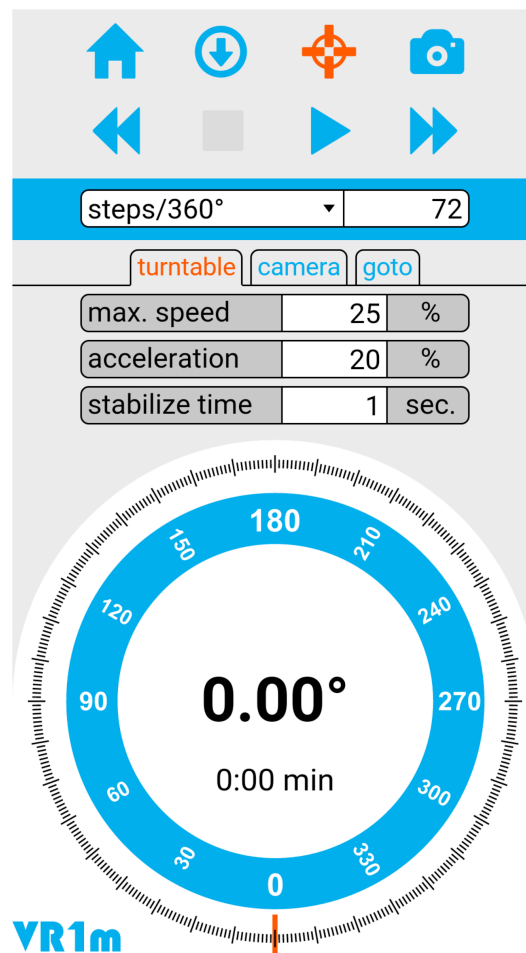 steps/360° 72
turntable camera goto
max. speed 25 %
acceleration 20 %
stabilize time 1 sec.
180
150 210
120 240
90 270
0.00°
0:00 min
60 300
30 330
0
VR1m